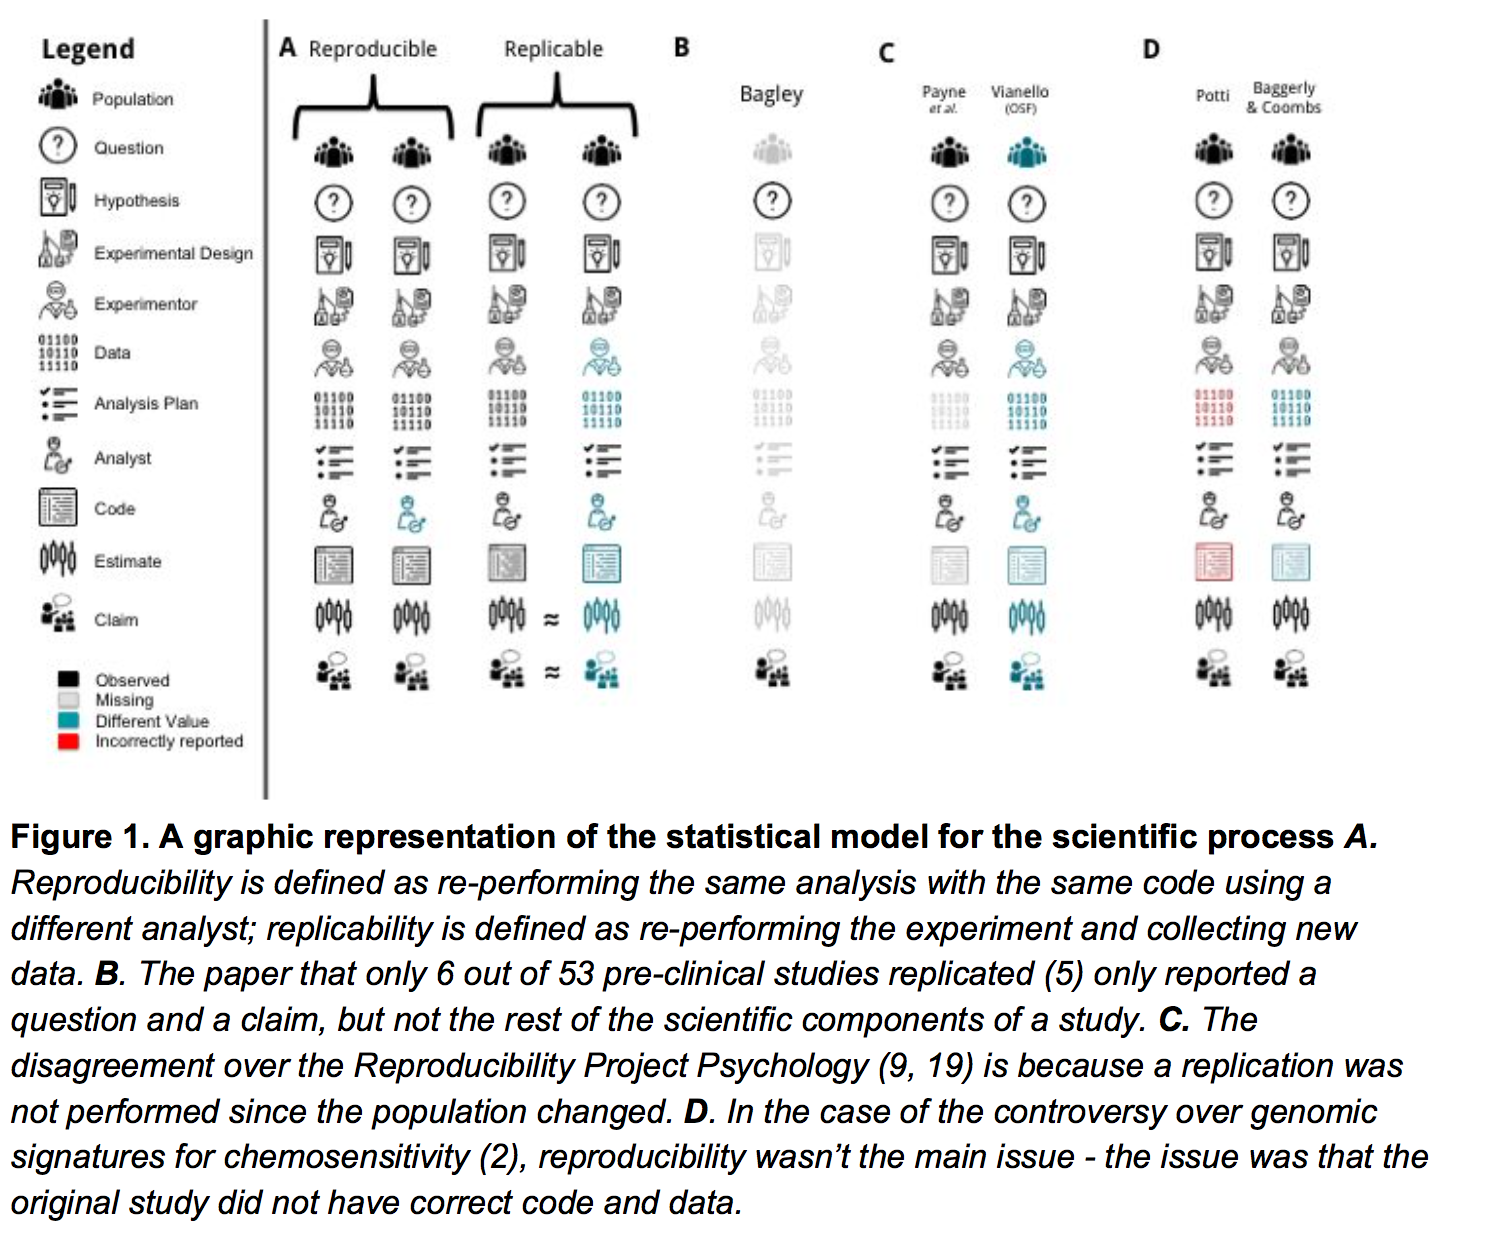 Legend
Population
Question
Hypothesis
Experimental Design
Experimentor
Data
Analysis Plan
Analyst
Code
Estimate
Claim
Observed
Missing
Different Value
Incorrectly reported
A Reproducible
Replicable
≈
≈
B
Bagley
C
Payne
et al.
Vianello
(OSF)
D
Potti
Baggerly
& Coombs
Figure 1. A graphic representation of the statistical model for the scientific process A.
Reproducibility is defined as re-performing the same analysis with the same code using a
different analyst; replicability is defined as re-performing the experiment and collecting new
data. B. The paper that only 6 out of 53 pre-clinical studies replicated (5) only reported a
question and a claim, but not the rest of the scientific components of a study. C. The
disagreement over the Reproducibility Project Psychology (9, 19) is because a replication was
not performed since the population changed. D. In the case of the controversy over genomic
signatures for chemosensitivity (2), reproducibility wasn't the main issue - the issue was that the
original study did not have correct code and data.